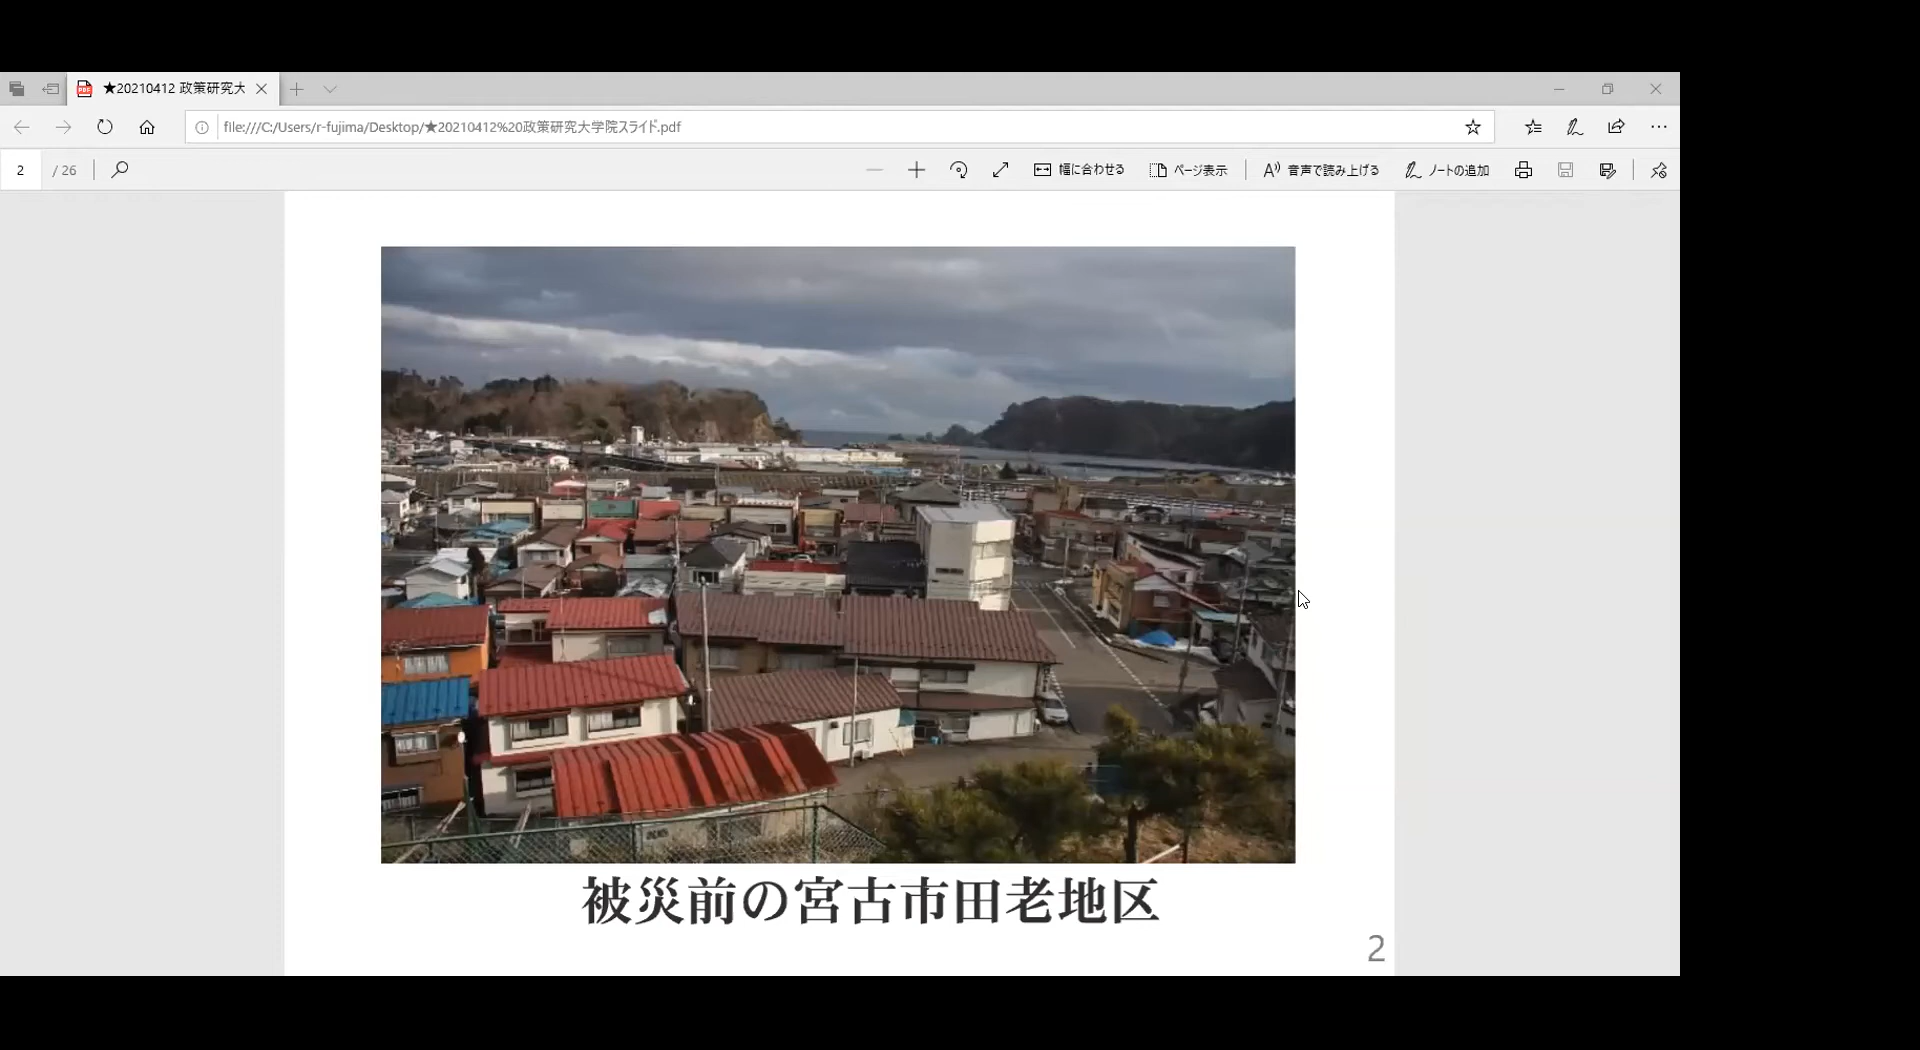 ★20210412 政策研究大
file:///C:/Users/r-fujima/Desktop/★20210412%20政策研究大学院スライド.pdf
2 / 26 幅に合わせる ページ表示 音声で読み上げる ノートの追加
被災前の宮古市田老地区
2